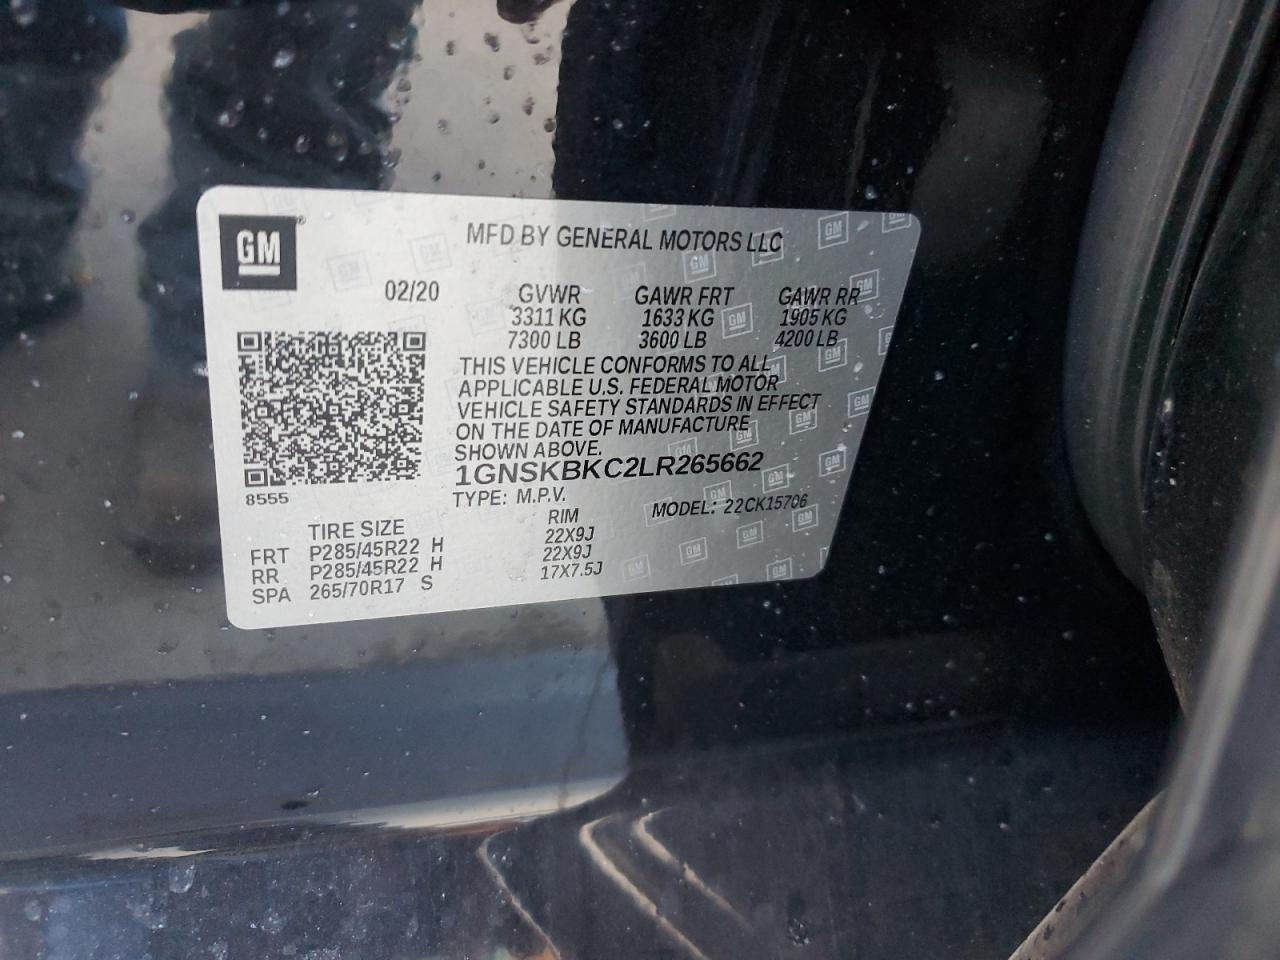 GM
MFD BY GENERAL MOTORS LLC
02/20 GVWR GAWR FRT GAWR RR
3311 KG 1633 KG 1905 KG
7300 LB 3600 LB 4200 LB
THIS VEHICLE CONFORMS TO ALL
APPLICABLE U.S. FEDERAL MOTOR
VEHICLE SAFETY STANDARDS IN EFFECT
ON THE DATE OF MANUFACTURE
SHOWN ABOVE.
1GNSKBKC2LR265662
8555
TYPE: M.P.V. MODEL: 22CK15706
TIRE SIZE RIM
FRT P285/45R22 H 22X9J
RR P285/45R22 H 22X9J
SPA 265/70R17 S 17X7.5J